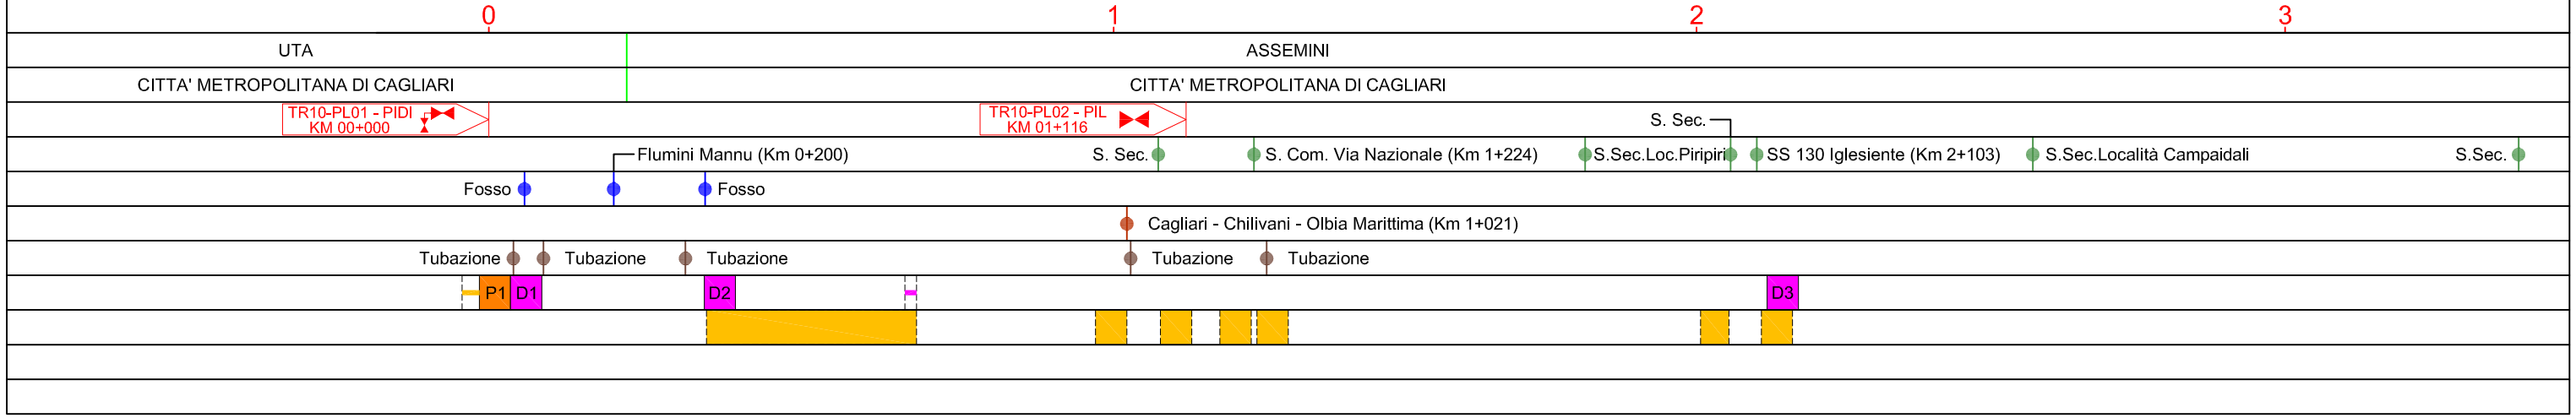 0 1 2 3
UTA ASSEMINI
CITTA' METROPOLITANA DI CAGLIARI CITTA' METROPOLITANA DI CAGLIARI
TR10-PL01 - PIDI
KM 00+000
TR10-PL02 - PIL
KM 01+116
S. Sec.
Flumini Mannu (Km 0+200) S. Sec. S. Com. Via Nazionale (Km 1+224) S.Sec.Loc.Piripiri SS 130 Iglesiente (Km 2+103) S.Sec.Località Campaidali S.Sec.
Fosso Fosso
Cagliari - Chilivani - Olbia Marittima (Km 1+021)
Tubazione Tubazione Tubazione Tubazione Tubazione
P1 D1 D2 D3